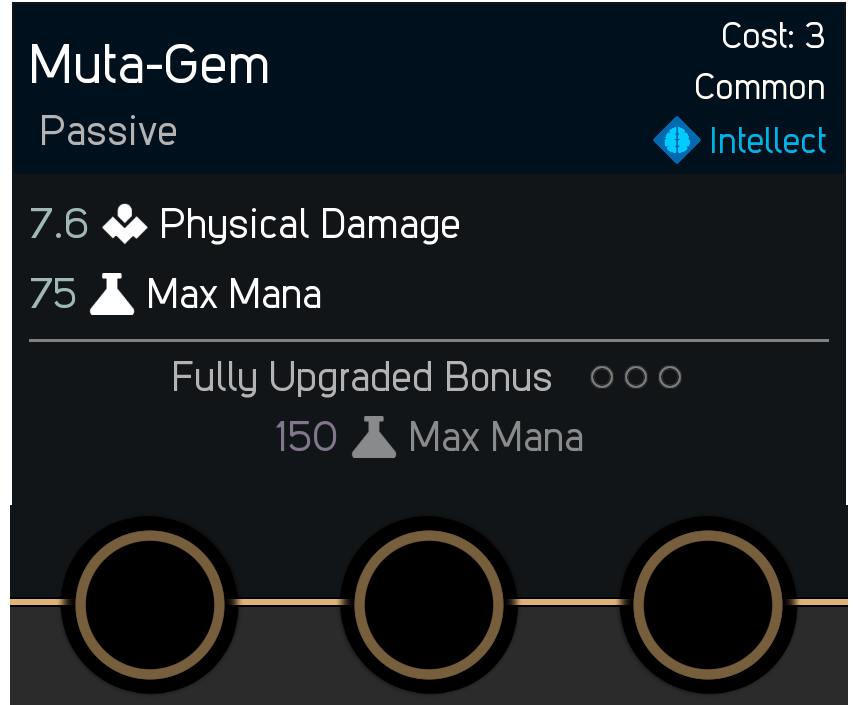 Muta-Gem
Cost: 3
Common
Passive
Intellect
7.6 Physical Damage
75 Max Mana
Fully Upgraded Bonus
150 Max Mana